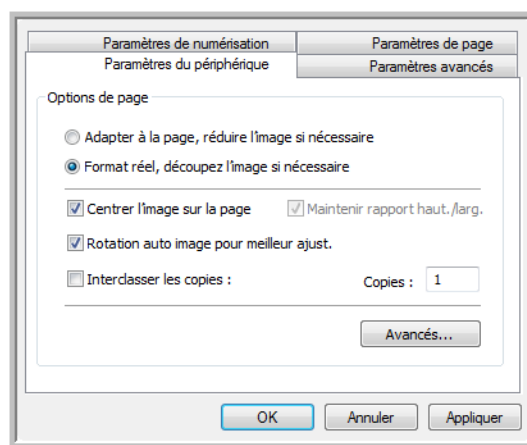 Paramètres de numérisation
Paramètres de page
Paramètres du périphérique
Paramètres avancés
Options de page
Adapter à la page, réduire l'image si nécessaire
Format réel, découpez l'image si nécessaire
Centrer l'image sur la page
Maintenir rapport haut./larg.
Rotation auto image pour meilleur ajust.
Interclasser les copies :
Copies : 1
Avancés...
OK
Annuler
Appliquer